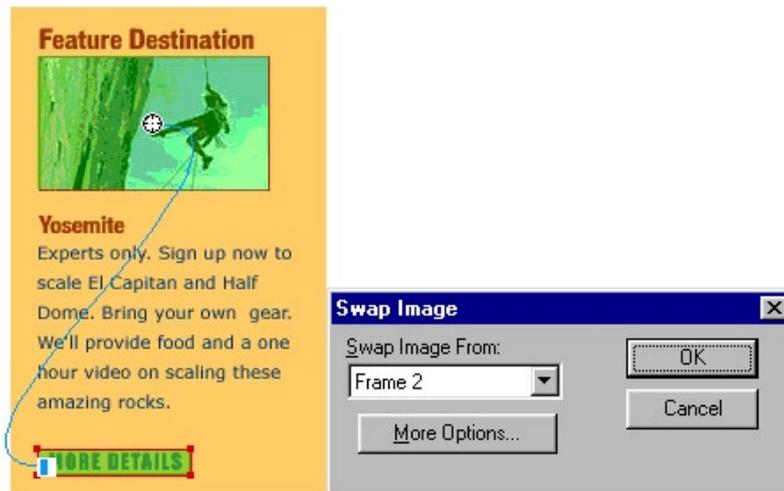 Feature Destination
Yosemite
Experts only. Sign up now to
scale El Capitan and Half
Dome. Bring your own gear.
We'll provide food and a one
hour video on scaling these
amazing rocks.
MORE DETAILS
Swap Image
Swap Image From:
Frame 2
OK
Cancel
More Options...